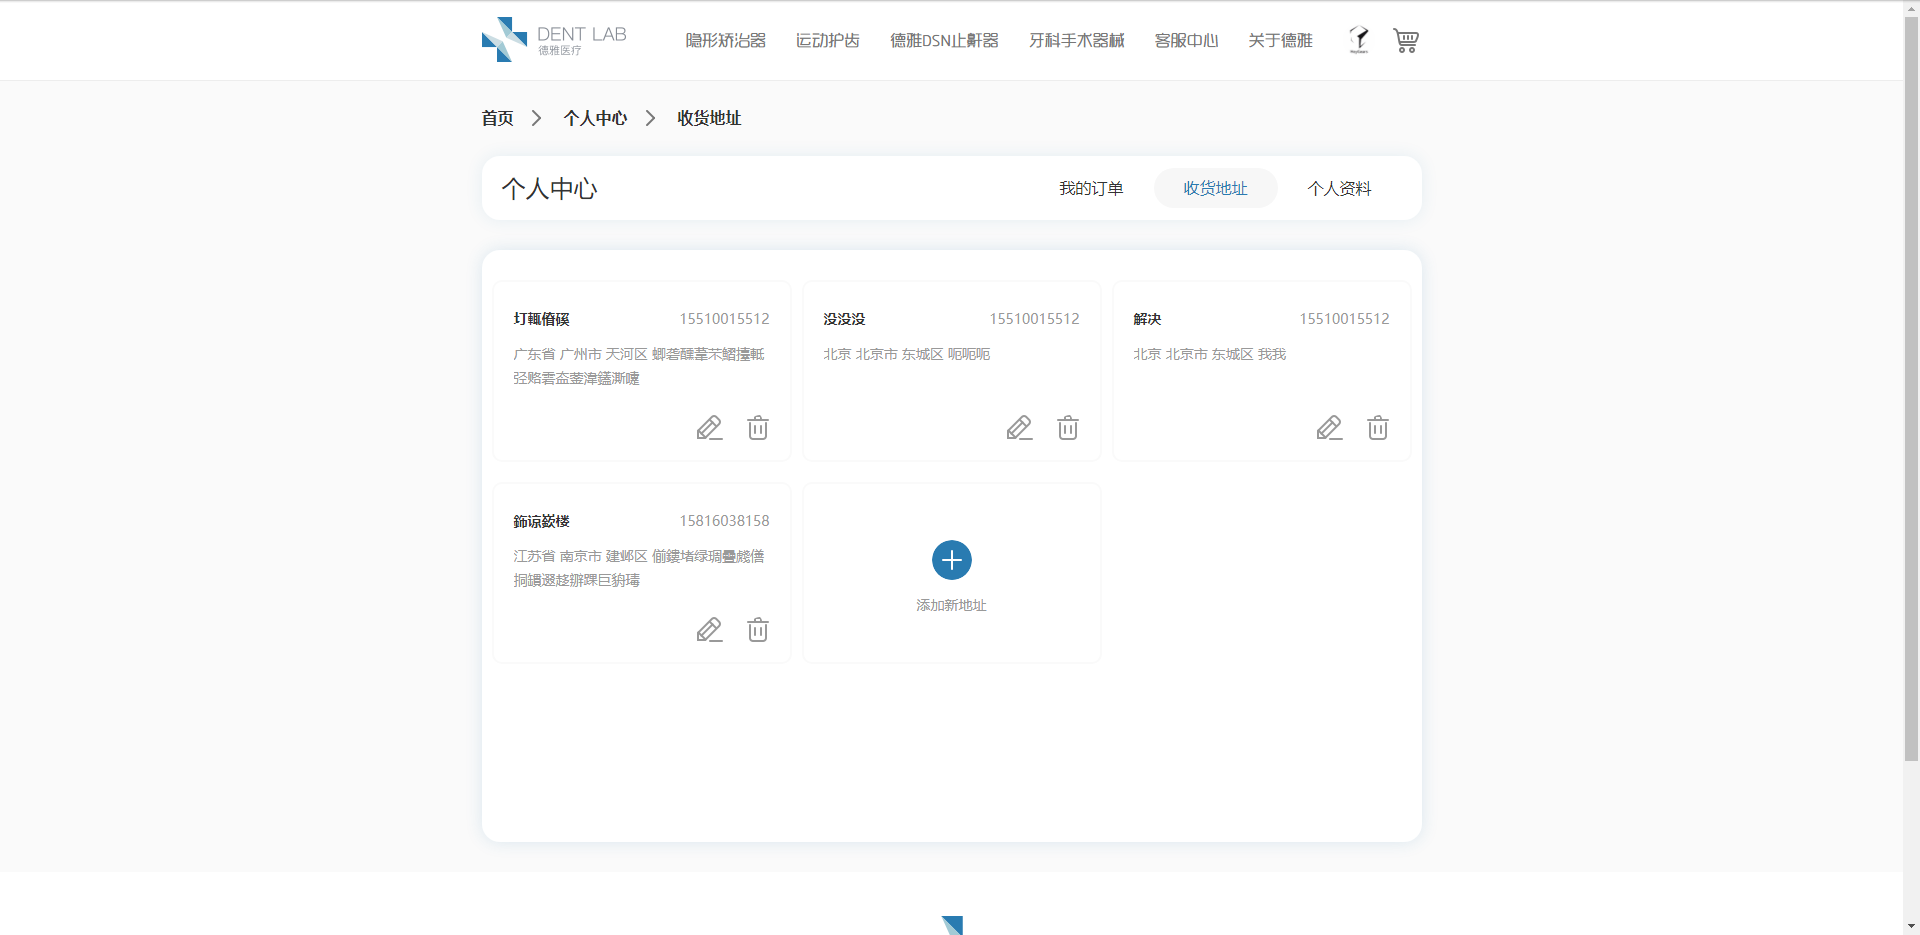 DENT LAB
德雅医疗
隐形矫治器 运动护齿 德雅DSN止鼾器 牙科手术器械 客服中心 关于德雅
首页 > 个人中心 > 收货地址
个人中心 我的订单 收货地址 个人资料
15510015512
广东省 广州市 天河区
没没没 15510015512
北京 北京市 东城区 呃呃呃
解决 15510015512
北京 北京市 东城区 我我
15816038158
江苏省 南京市 建邺区
添加新地址